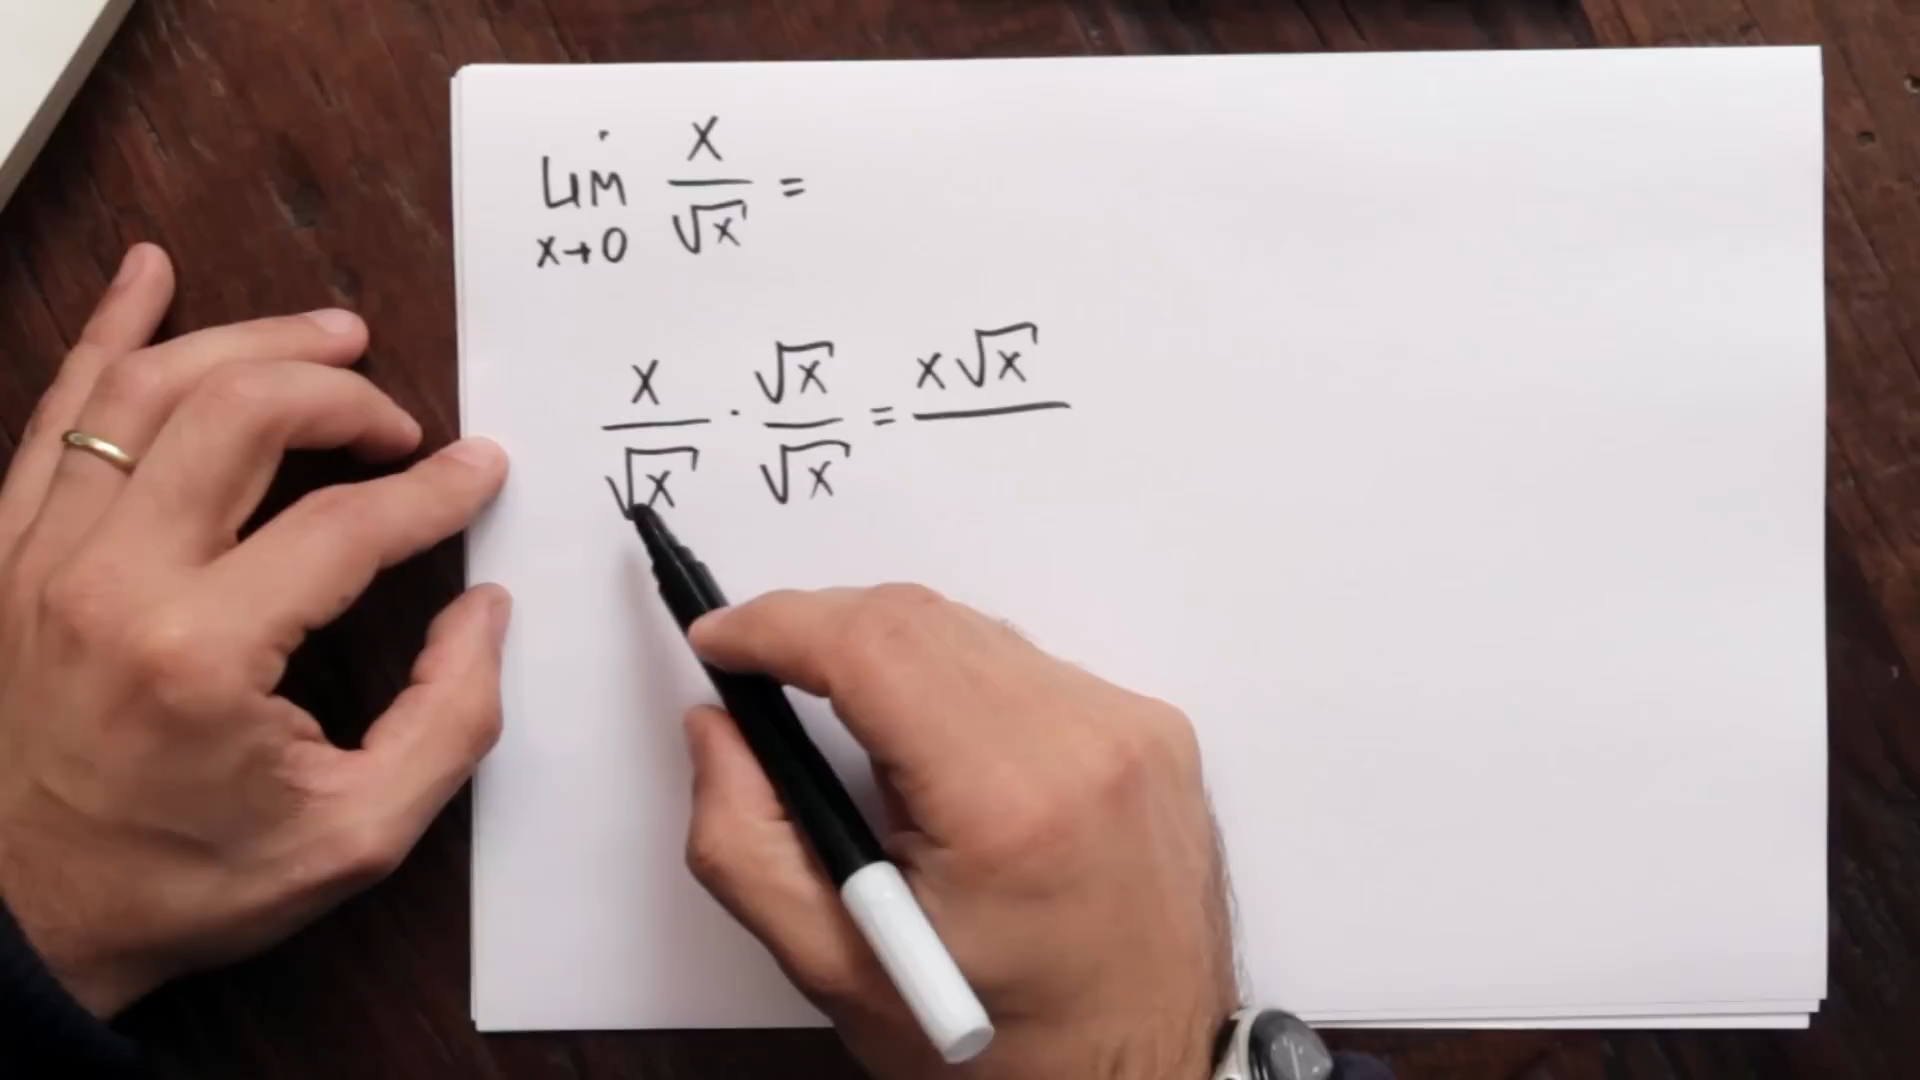 lim x/√x =
x→0
x/√x · √x/√x = x√x/